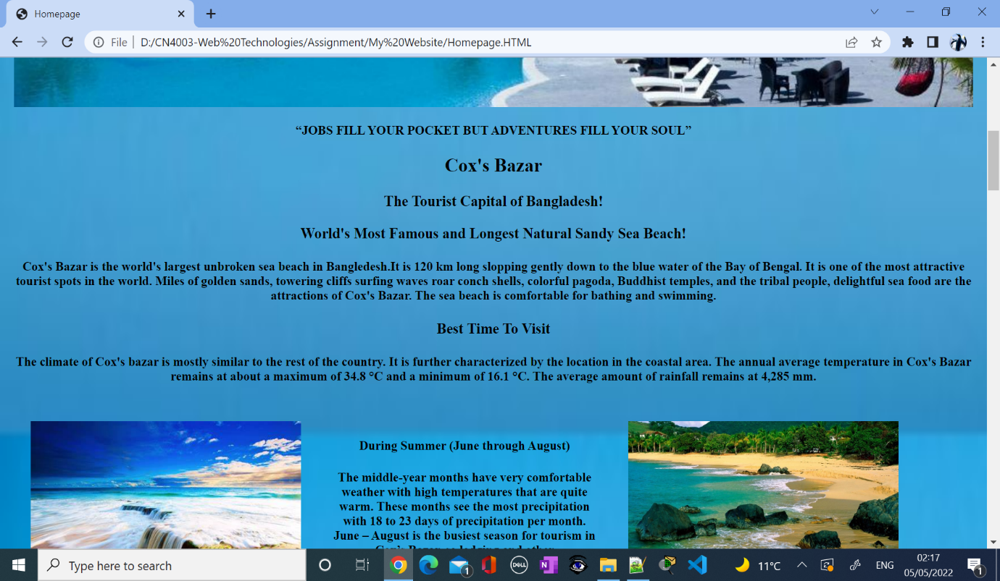 Homepage
File
D:/CN4003-Web%20Technologies/Assignment/My%20Website/Homepage.HTML
“JOBS FILL YOUR POCKET BUT ADVENTURES FILL YOUR SOUL”
Cox's Bazar
The Tourist Capital of Bangladesh!
World's Most Famous and Longest Natural Sandy Sea Beach!
Cox's Bazar is the world's largest unbroken sea beach in Bangledesh.It is 120 km long slopping gently down to the blue water of the Bay of Bengal. It is one of the most attractive
tourist spots in the world. Miles of golden sands, towering cliffs surfing waves roar conch shells, colorful pagoda, Buddhist temples, and the tribal people, delightful sea food are the
attractions of Cox's Bazar. The sea beach is comfortable for bathing and swimming.
Best Time To Visit
The climate of Cox's bazar is mostly similar to the rest of the country. It is further characterized by the location in the coastal area. The annual average temperature in Cox's Bazar
remains at about a maximum of 34.8 °C and a minimum of 16.1 °C. The average amount of rainfall remains at 4,285 mm.
During Summer (June through August)
The middle-year months have very comfortable
weather with high temperatures that are quite
warm. These months see the most precipitation
with 18 to 23 days of precipitation per month.
June – August is the busiest season for tourism in
Type here to search
1
DELL
N
11°C
ENG
02:17
05/05/2022
1